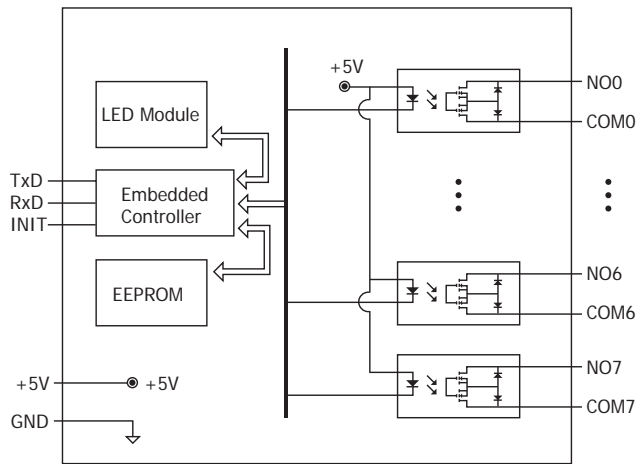 +5V
NO0
COM0
LED Module
TxD
RxD
INIT
Embedded
Controller
EEPROM
NO6
COM6
+5V
+5V
GND
NO7
COM7